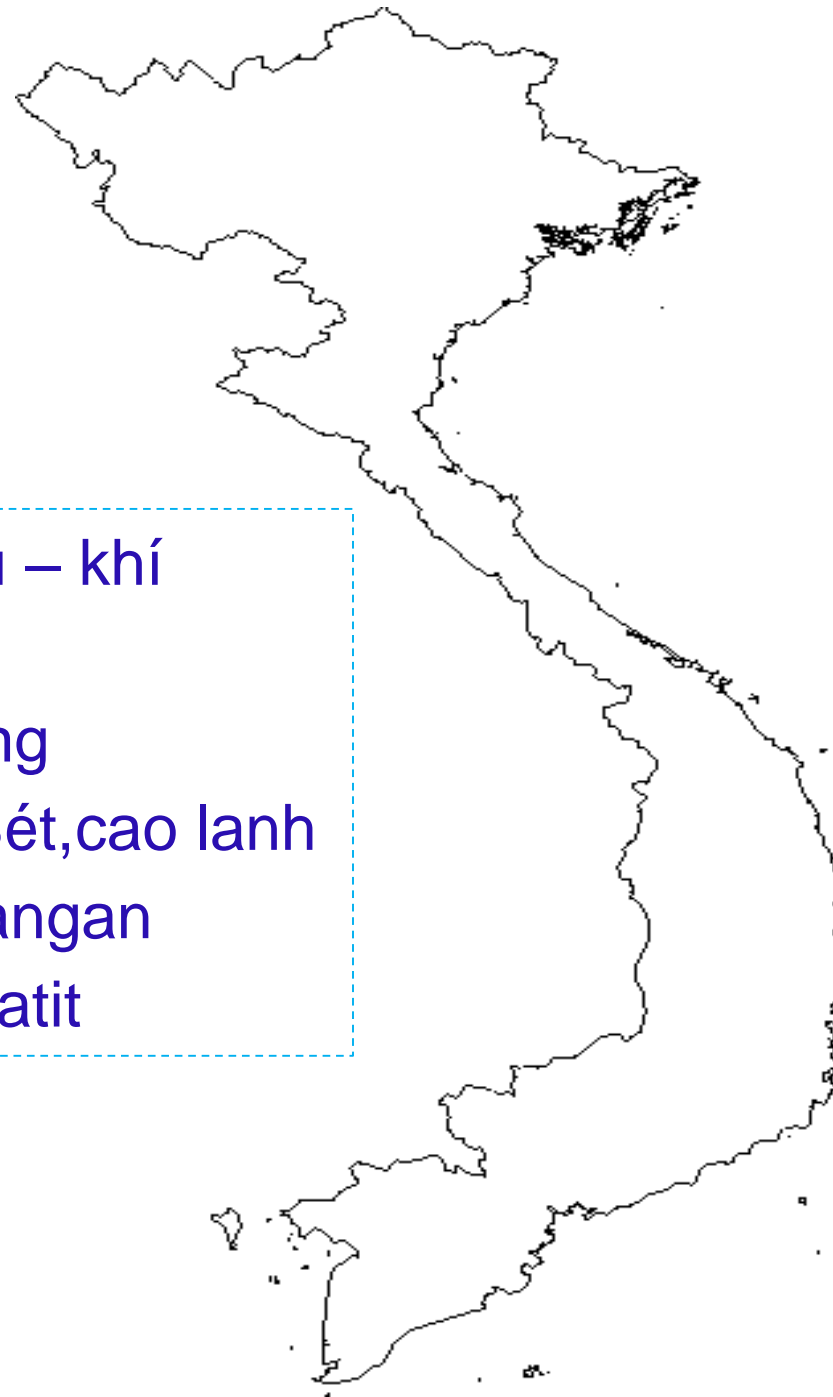 – khí
ng
ét,cao lanh
angan
atit